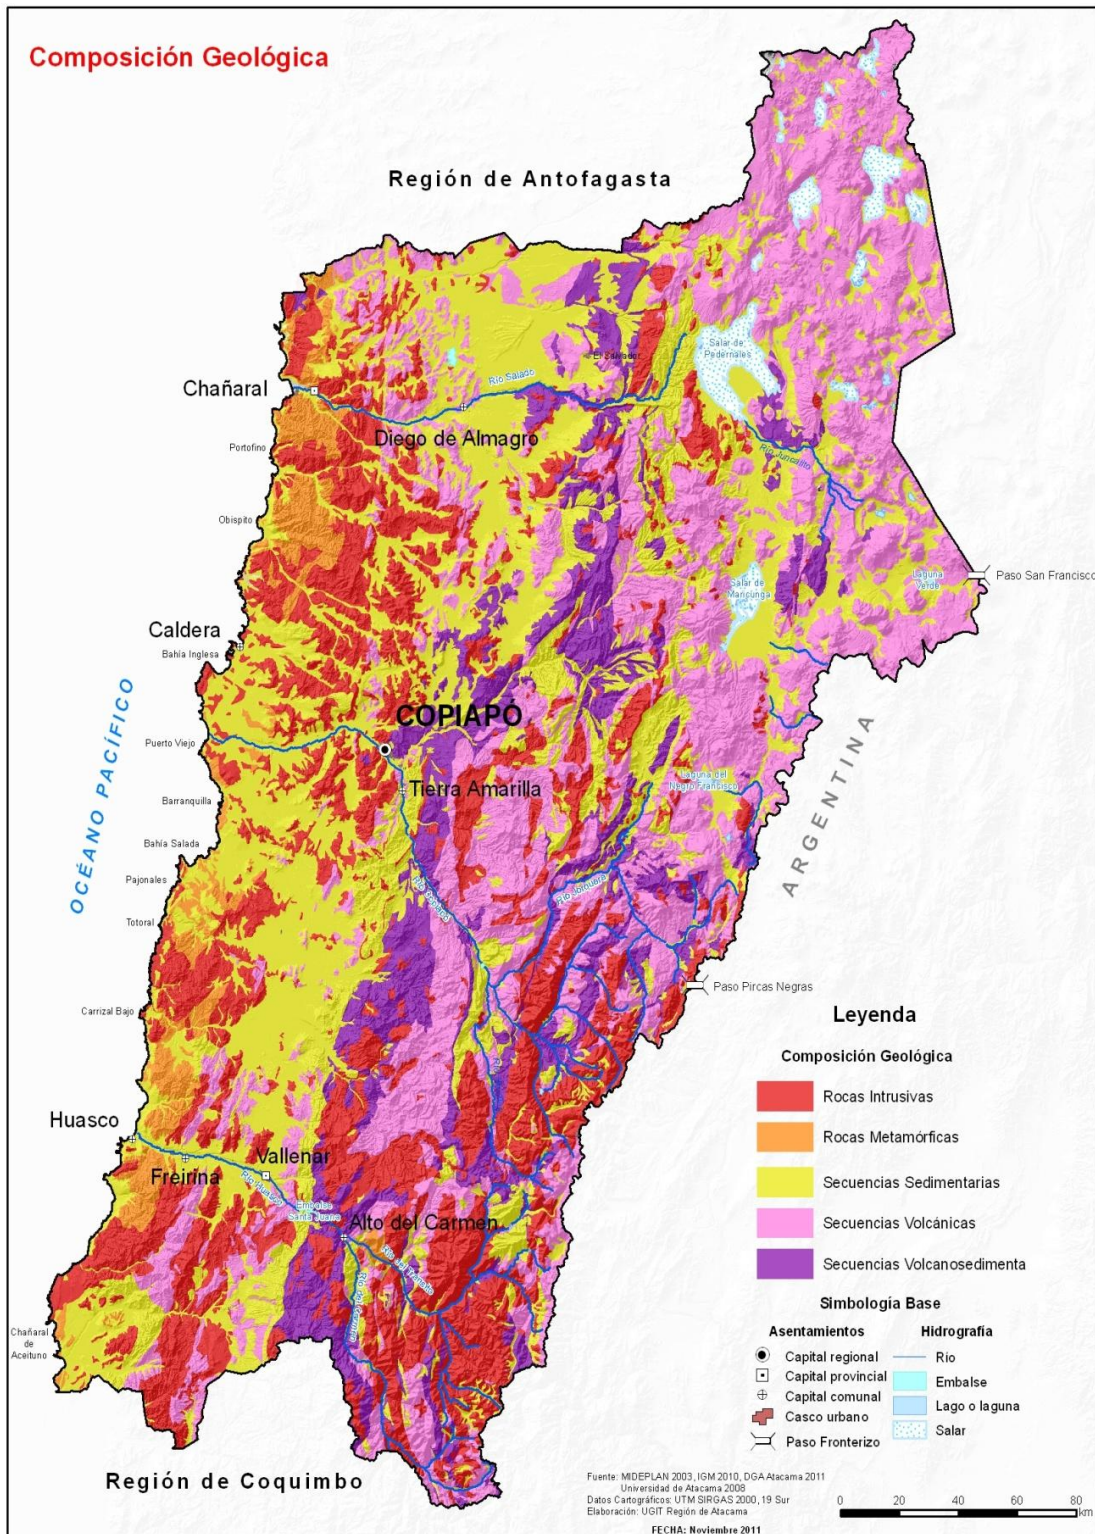 Composición Geológica
Región de Antofagasta
Salar de
Pedernales
El Salvador
Chañaral
Río Salado
Diego de Almagro
Portofino
Río Juncalito
Obispito
Paso San Francisco
Laguna
Verde
Salar de
Maricunga
Caldera
Bahía Inglesa
OCÉANO PACÍFICO
COPIAPÓ
Puerto Viejo
Laguna del
Negro Francisco
Tierra Amarilla
Barranquilla
ARGENTINA
Bahía Salada
Pajonales
Río Copiapó
Río Jorquera
Totoral
Paso Pircas Negras
Carrizal Bajo
Huasco
Freirina
Vallenar
Río Huasco
Embalse
Santa Juana
Alto del Carmen
Río del Tránsito
Río del Carmen
Chañaral
de
Aceituno
Región de Coquimbo
Leyenda
Composición Geológica
Rocas Intrusivas
Rocas Metamórficas
Secuencias Sedimentarias
Secuencias Volcánicas
Secuencias Volcanosedimenta
Simbología Base
Asentamientos
Capital regional
Capital provincial
Capital comunal
Casco urbano
Paso Fronterizo
Hidrografía
Río
Embalse
Lago o laguna
Salar
Fuente: MIDEPLAN 2003, IGM 2010, DGA Atacama 2011
Universidad de Atacama 2008
Datos Cartográficos: UTM SIRGAS 2000, 19 Sur
Elaboración: UGIT Región de Atacama
FECHA: Noviembre 2011
0 20 40 60 80
km